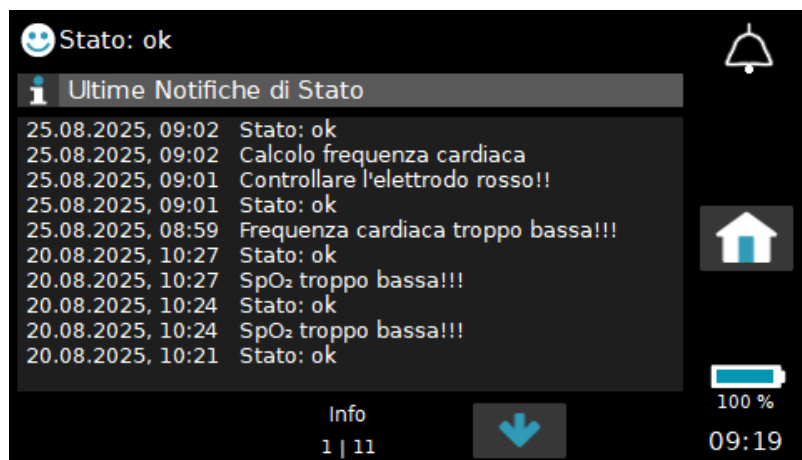 Stato: ok
Ultime Notifiche di Stato
25.08.2025, 09:02 Stato: ok
25.08.2025, 09:02 Calcolo frequenza cardiaca
25.08.2025, 09:01 Controllare l'elettrodo rosso!!
25.08.2025, 09:01 Stato: ok
25.08.2025, 08:59 Frequenza cardiaca troppo bassa!!!
20.08.2025, 10:27 Stato: ok
20.08.2025, 10:27 SpO₂ troppo bassa!!!
20.08.2025, 10:24 Stato: ok
20.08.2025, 10:24 SpO₂ troppo bassa!!!
20.08.2025, 10:21 Stato: ok
Info
1 | 11
100 %
09:19